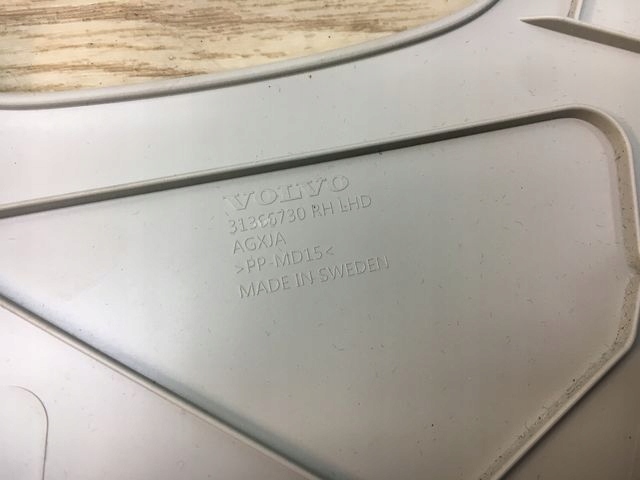 VOLVO
31366730 RH LHD
AGXJA
>PP-MD15<
MADE IN SWEDEN